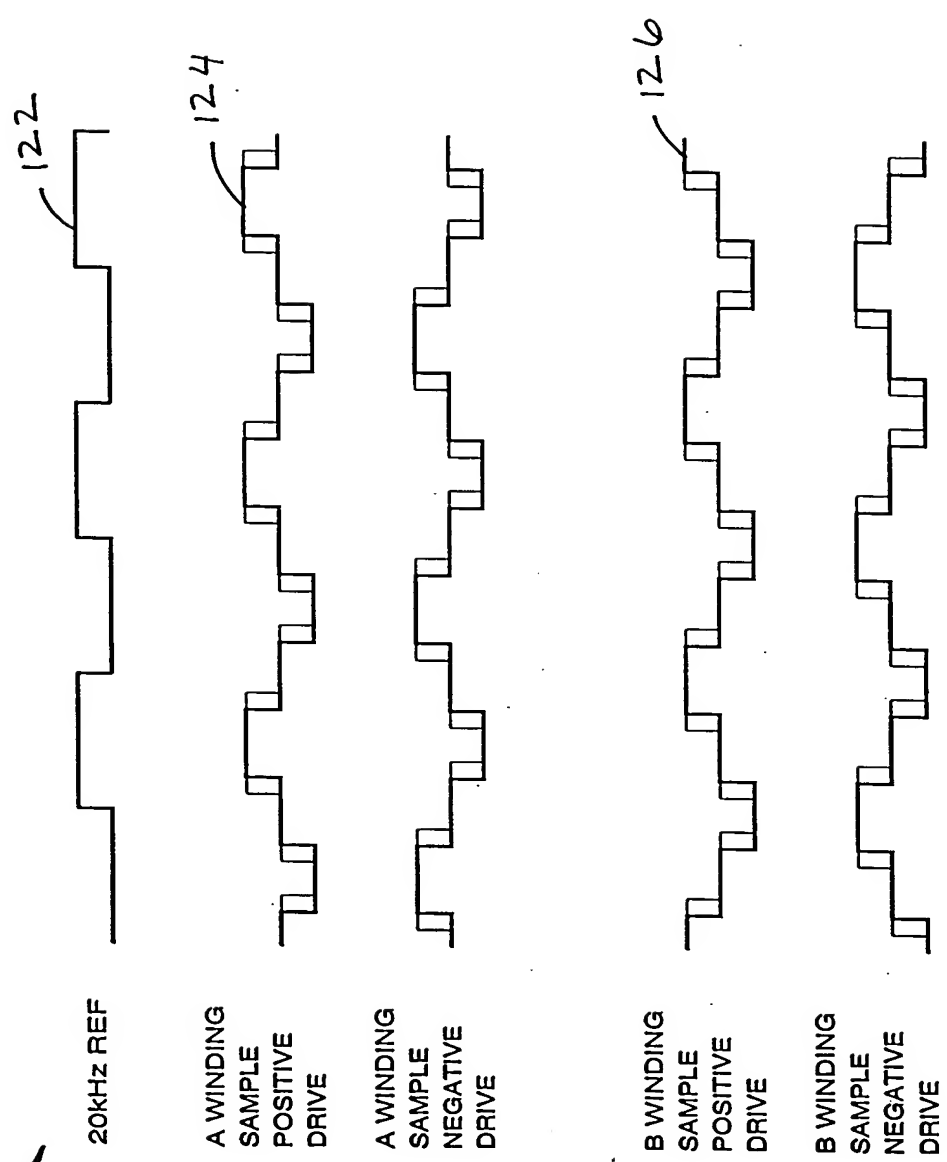 20kHz REF
122
A WINDING
SAMPLE
POSITIVE
DRIVE
124
A WINDING
SAMPLE
NEGATIVE
DRIVE
B WINDING
SAMPLE
POSITIVE
DRIVE
126
B WINDING
SAMPLE
NEGATIVE
DRIVE